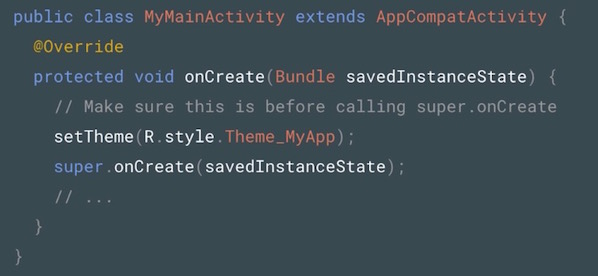 public class MyMainActivity extends AppCompatActivity {
  @Override
  protected void onCreate(Bundle savedInstanceState) {
    // Make sure this is before calling super.onCreate
    setTheme(R.style.Theme_MyApp);
    super.onCreate(savedInstanceState);
    // ...
  }
}